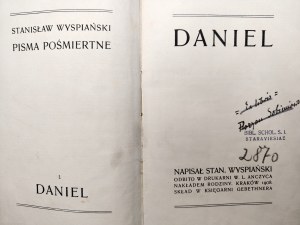 STANISŁAW WYSPIAŃSKI
PISMA POŚMIERTNE
I
DANIEL
DANIEL
BIBL. SCHOL. S. I.
STANAVISIAE
2870
NAPISAŁ STAN. WYSPIAŃSKI
ODBITO W DRUKARNI W. L. ANCZYCA
NAKŁADEM RODZINY. KRAKÓW 1908.
SKŁAD W KSIĘGARNI GEBETHNERA